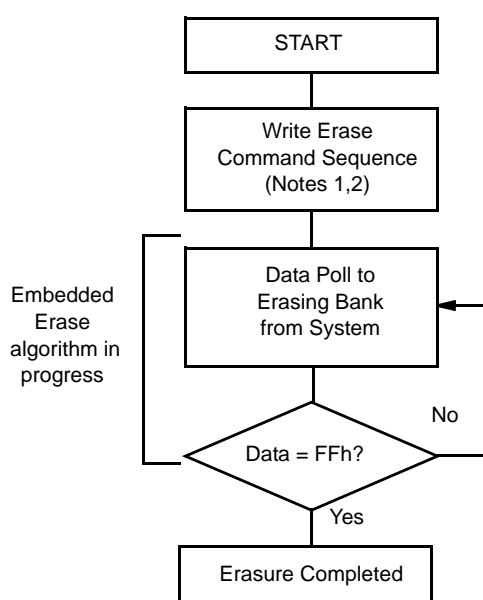 START
Write Erase
Command Sequence
(Notes 1,2)
Data Poll to
Erasing Bank
from System
Embedded
Erase
algorithm in
progress
No
Data = FFh?
Yes
Erasure Completed